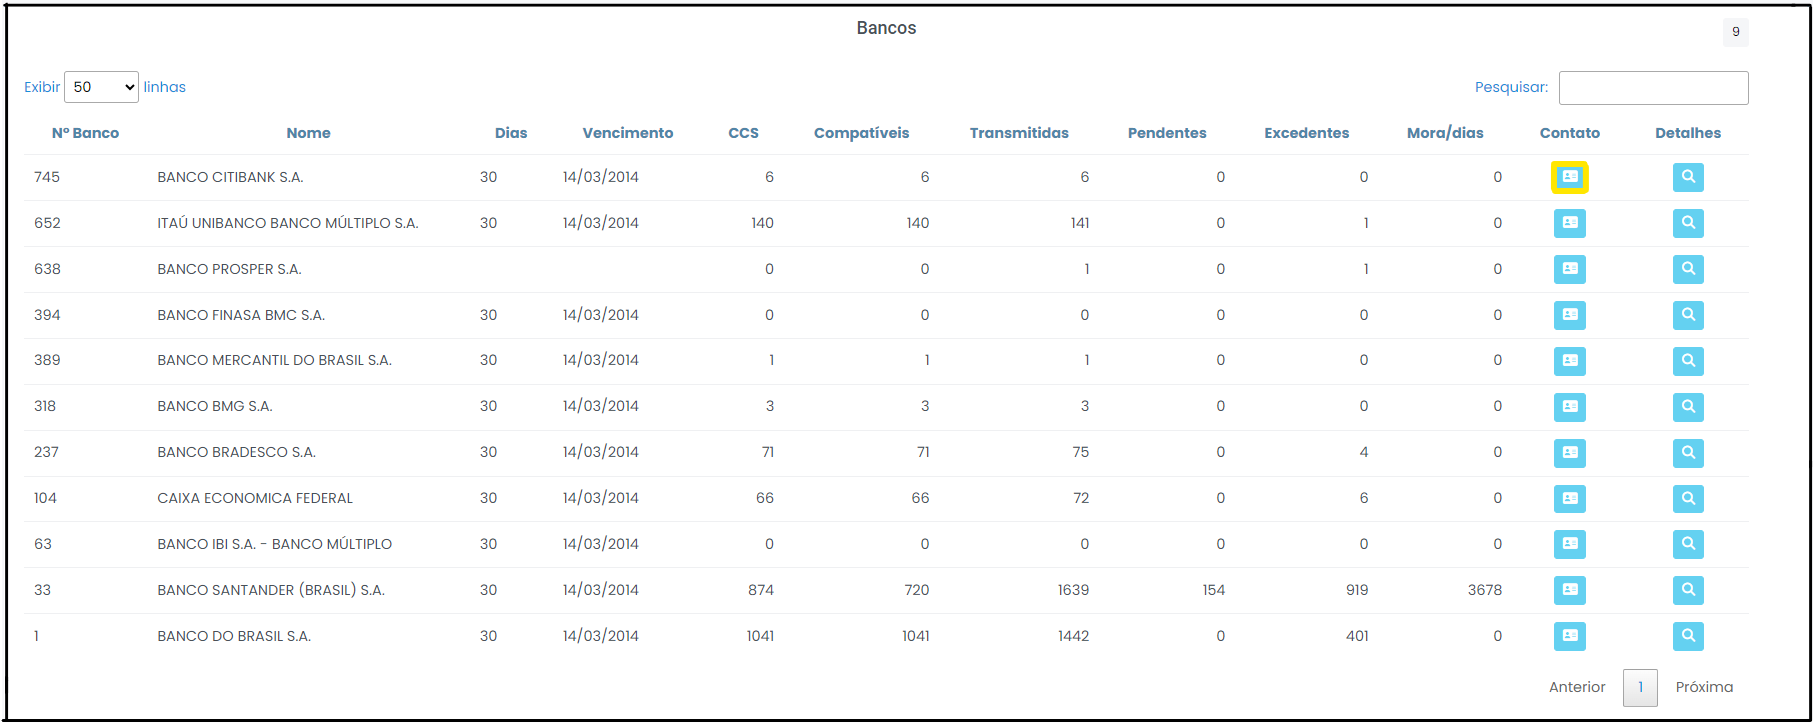 Bancos
9
Exibir 50 linhas Pesquisar:
Nº Banco Nome Dias Vencimento CCS Compatíveis Transmitidas Pendentes Excedentes Mora/dias Contato Detalhes
745 BANCO CITIBANK S.A. 30 14/03/2014 6 6 6 0 0 0
652 ITAÚ UNIBANCO BANCO MÚLTIPLO S.A. 30 14/03/2014 140 140 141 0 1 0
638 BANCO PROSPER S.A. 0 0 1 0 1 0
394 BANCO FINASA BMC S.A. 30 14/03/2014 0 0 0 0 0 0
389 BANCO MERCANTIL DO BRASIL S.A. 30 14/03/2014 1 1 1 0 0 0
318 BANCO BMG S.A. 30 14/03/2014 3 3 3 0 0 0
237 BANCO BRADESCO S.A. 30 14/03/2014 71 71 75 0 4 0
104 CAIXA ECONOMICA FEDERAL 30 14/03/2014 66 66 72 0 6 0
63 BANCO IBI S.A. - BANCO MÚLTIPLO 30 14/03/2014 0 0 0 0 0 0
33 BANCO SANTANDER (BRASIL) S.A. 30 14/03/2014 874 720 1639 154 919 3678
1 BANCO DO BRASIL S.A. 30 14/03/2014 1041 1041 1442 0 401 0
Anterior 1 Próxima